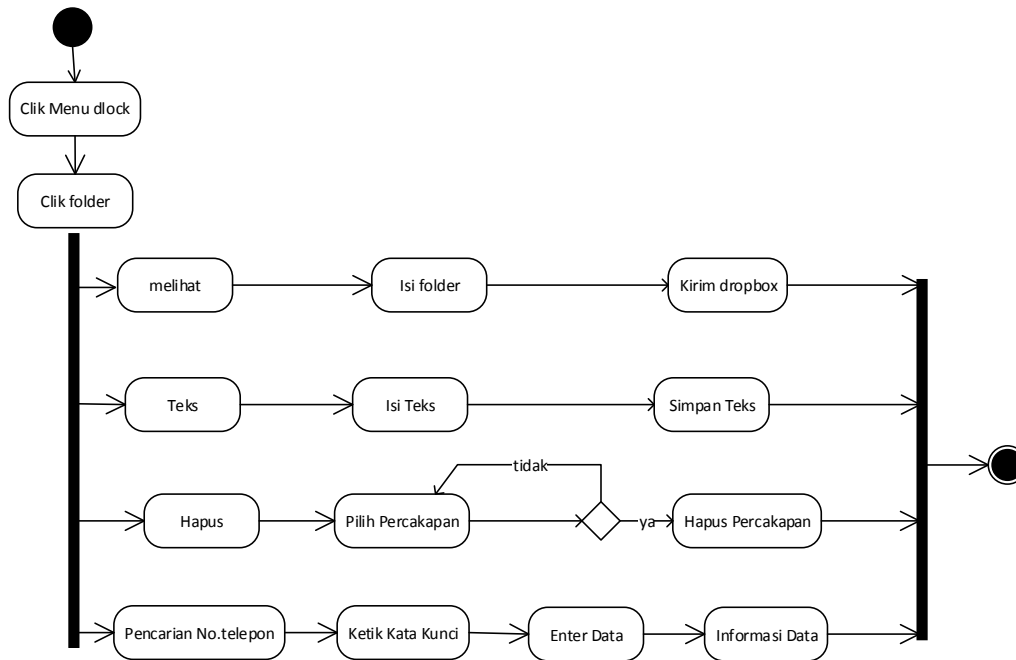 Clik Menu dlock
Clik folder
melihat
Isi folder
Kirim dropbox
Teks
Isi Teks
Simpan Teks
tidak
Hapus
Pilih Percakapan
ya
Hapus Percakapan
Pencarian No.telepon
Ketik Kata Kunci
Enter Data
Informasi Data